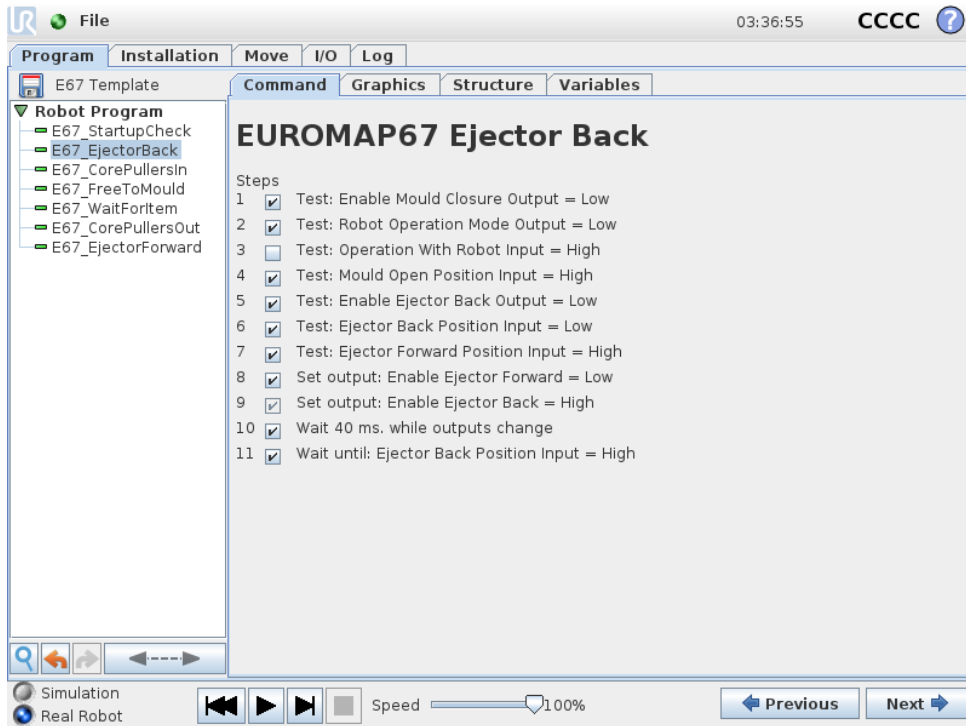 UR File 03:36:55 CCCC ?
Program Installation Move I/O Log
E67 Template
Command Graphics Structure Variables
Robot Program
E67_StartupCheck
E67_EjectorBack
E67_CorePullersIn
E67_FreeToMould
E67_WaitForItem
E67_CorePullersOut
E67_EjectorForward
EUROMAP67 Ejector Back
Steps
1 Test: Enable Mould Closure Output = Low
2 Test: Robot Operation Mode Output = Low
3 Test: Operation With Robot Input = High
4 Test: Mould Open Position Input = High
5 Test: Enable Ejector Back Output = Low
6 Test: Ejector Back Position Input = Low
7 Test: Ejector Forward Position Input = High
8 Set output: Enable Ejector Forward = Low
9 Set output: Enable Ejector Back = High
10 Wait 40 ms. while outputs change
11 Wait until: Ejector Back Position Input = High
Simulation
Real Robot
Speed 100%
Previous Next